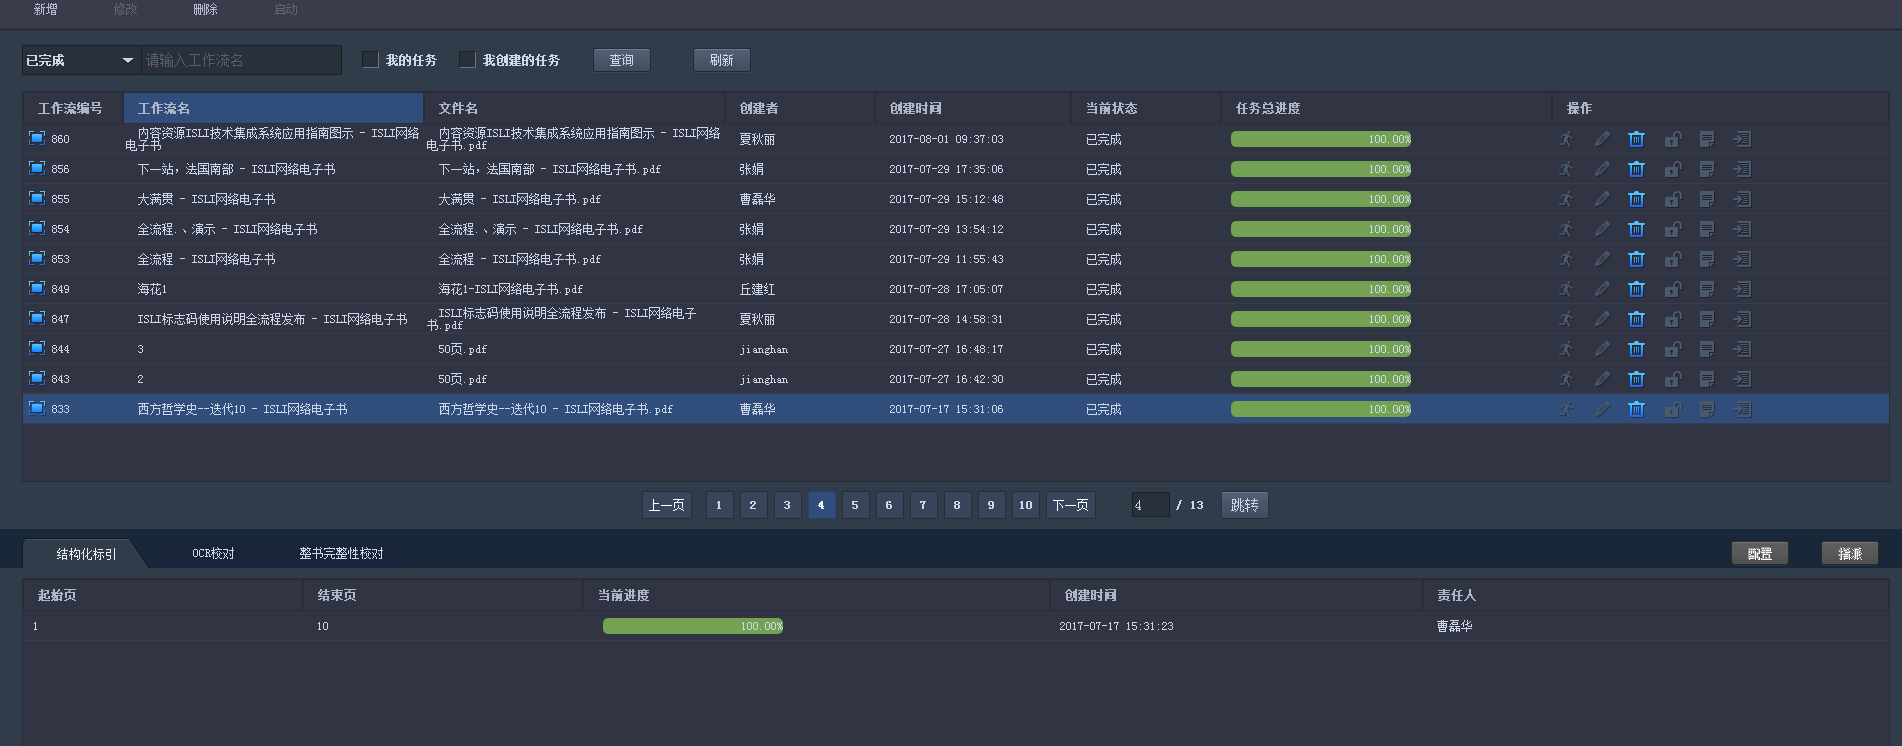 新增 修改 删除 启动
已完成 请输入工作流名 我的任务 我创建的任务 查询 刷新
工作流编号 工作流名 文件名 创建者 创建时间 当前状态 任务总进度 操作
860 内容资源ISLI技术集成系统应用指南图示 - ISLI网络电子书 内容资源ISLI技术集成系统应用指南图示 - ISLI网络电子书.pdf 夏秋丽 2017-08-01 09:37:03 已完成 100.00%
856 下一站，法国南部 - ISLI网络电子书 下一站，法国南部 - ISLI网络电子书.pdf 张娟 2017-07-29 17:35:06 已完成 100.00%
855 大满贯 - ISLI网络电子书 大满贯 - ISLI网络电子书.pdf 曹磊华 2017-07-29 15:12:48 已完成 100.00%
854 全流程.、演示 - ISLI网络电子书 全流程.、演示 - ISLI网络电子书.pdf 张娟 2017-07-29 13:54:12 已完成 100.00%
853 全流程 - ISLI网络电子书 全流程 - ISLI网络电子书.pdf 张娟 2017-07-29 11:55:43 已完成 100.00%
849 海花1 海花1-ISLI网络电子书.pdf 丘建红 2017-07-28 17:05:07 已完成 100.00%
847 ISLI标志码使用说明全流程发布 - ISLI网络电子书 ISLI标志码使用说明全流程发布 - ISLI网络电子书.pdf 夏秋丽 2017-07-28 14:58:31 已完成 100.00%
844 3 50页.pdf jianghan 2017-07-27 16:48:17 已完成 100.00%
843 2 50页.pdf jianghan 2017-07-27 16:42:30 已完成 100.00%
833 西方哲学史--迭代10 - ISLI网络电子书 西方哲学史--迭代10 - ISLI网络电子书.pdf 曹磊华 2017-07-17 15:31:06 已完成 100.00%
上一页 1 2 3 4 5 6 7 8 9 10 下一页 4 / 13 跳转
结构化标引 OCR校对 整书完整性校对 配置 指派
起始页 结束页 当前进度 创建时间 责任人
1 10 100.00% 2017-07-17 15:31:23 曹磊华